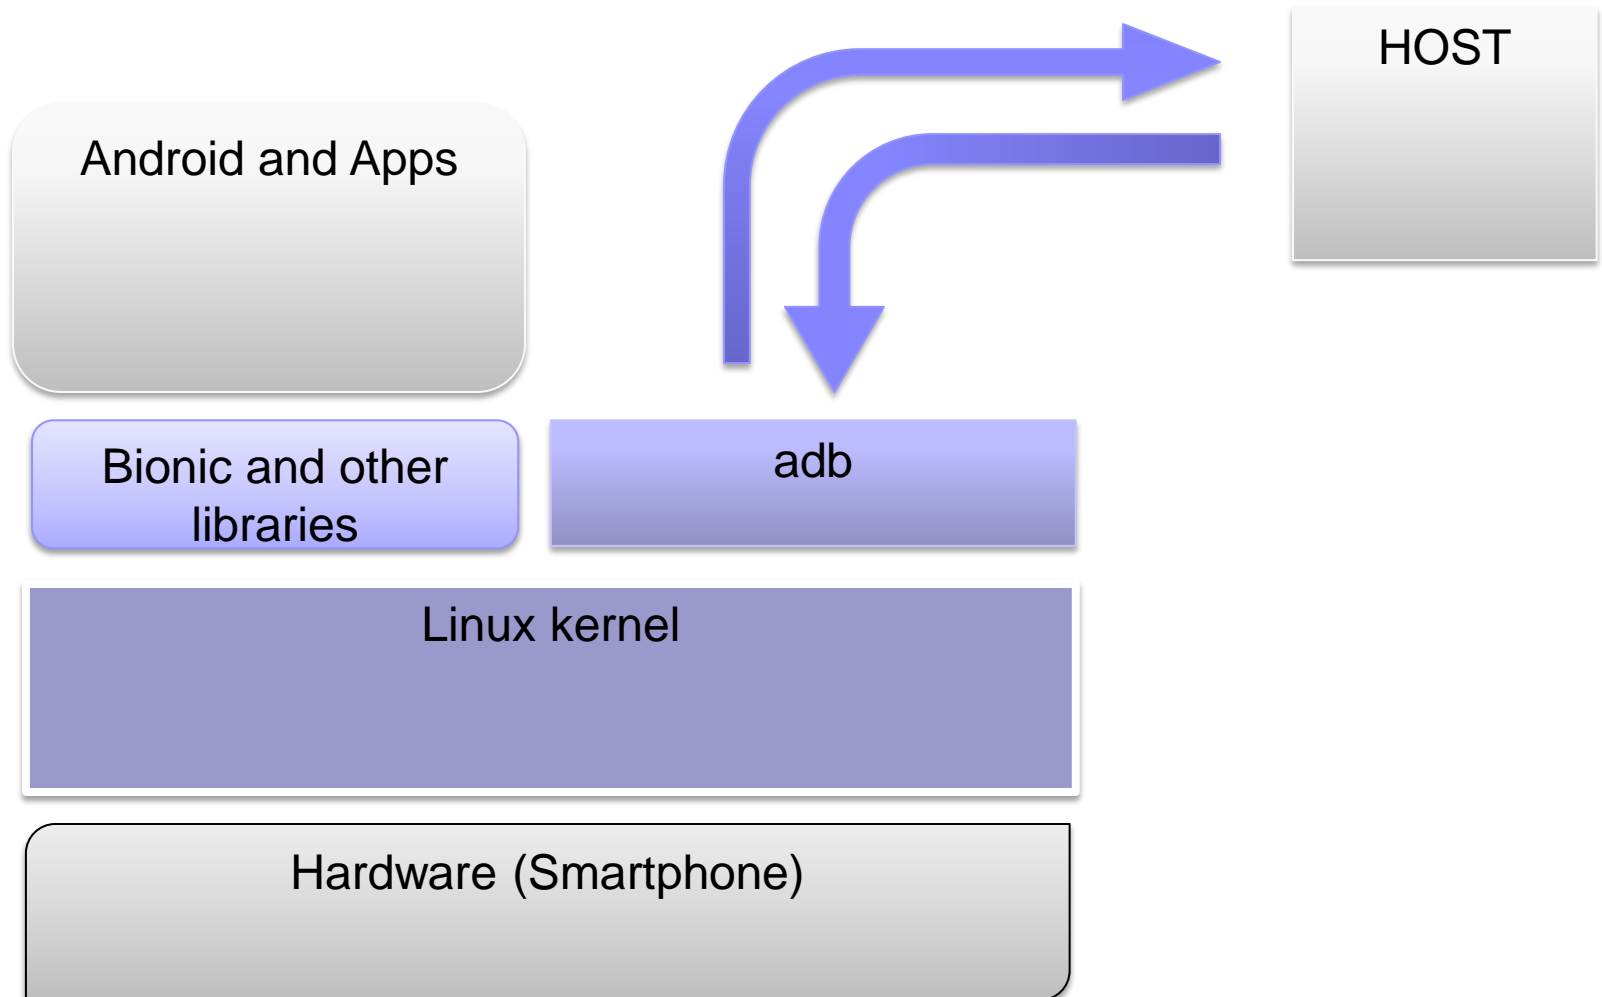 HOST
Android and Apps
Bionic and other
libraries
adb
Linux kernel
Hardware (Smartphone)